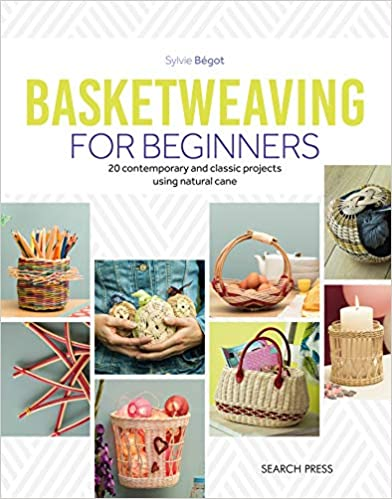 Sylvie Bégot
BASKETWEAVING
FOR BEGINNERS
20 contemporary and classic projects
using natural cane
SEARCH PRESS